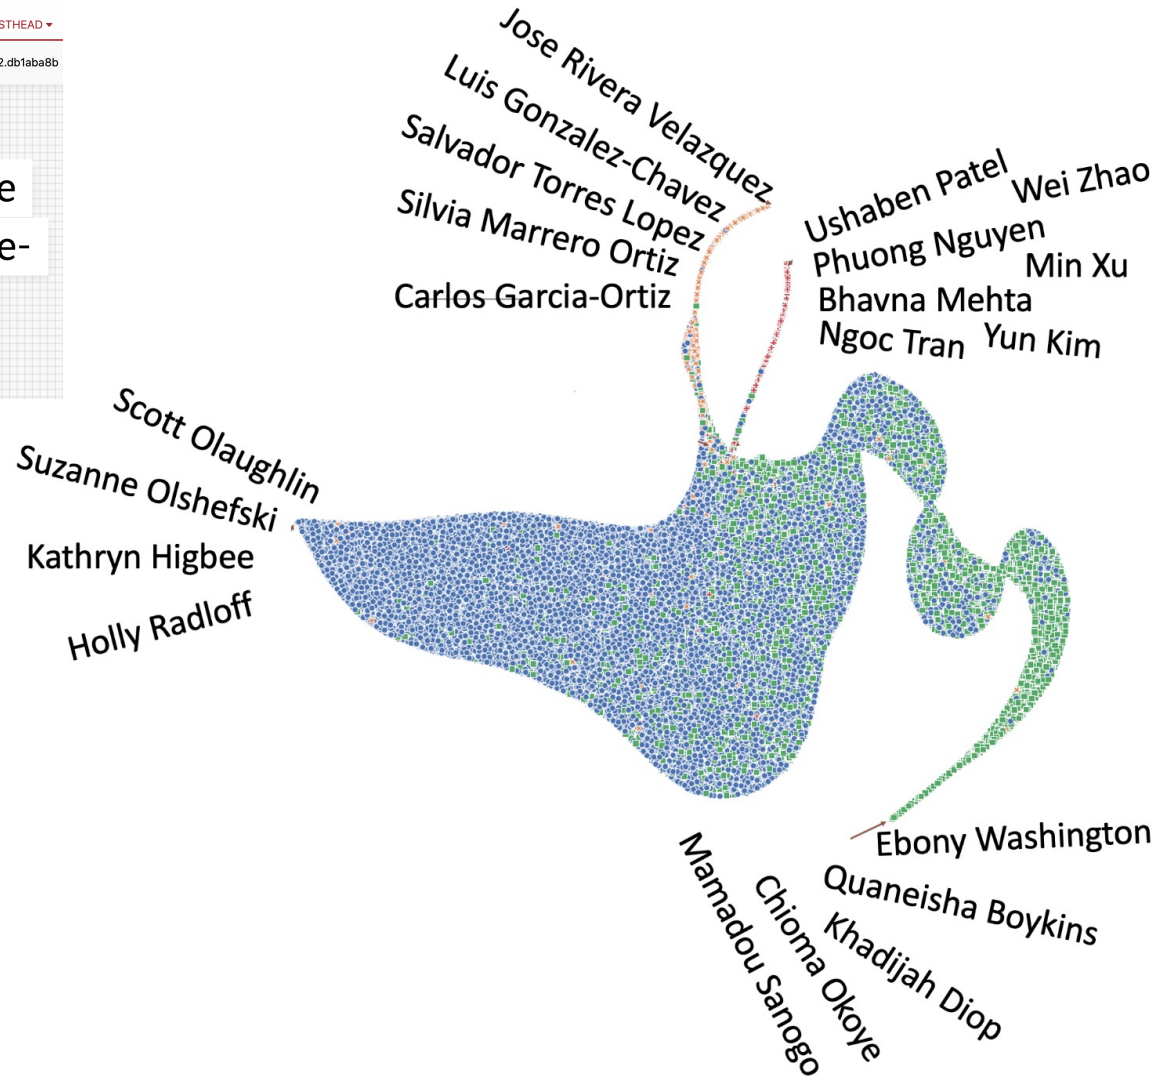 STHEAD
2.db1aba8b
e
e-
Jose Rivera Velazquez
Luis Gonzalez-Chavez
Salvador Torres Lopez
Silvia Marrero Ortiz
Carlos Garcia-Ortiz
Ushaben Patel
Wei Zhao
Phuong Nguyen
Min Xu
Bhavna Mehta
Ngoc Tran
Yun Kim
Scott Olaughlin
Suzanne Olshefski
Kathryn Higbee
Holly Radloff
Ebony Washington
Quaneisha Boykins
Khadijah Diop
Chioma Okoye
Mamadou Sanogo